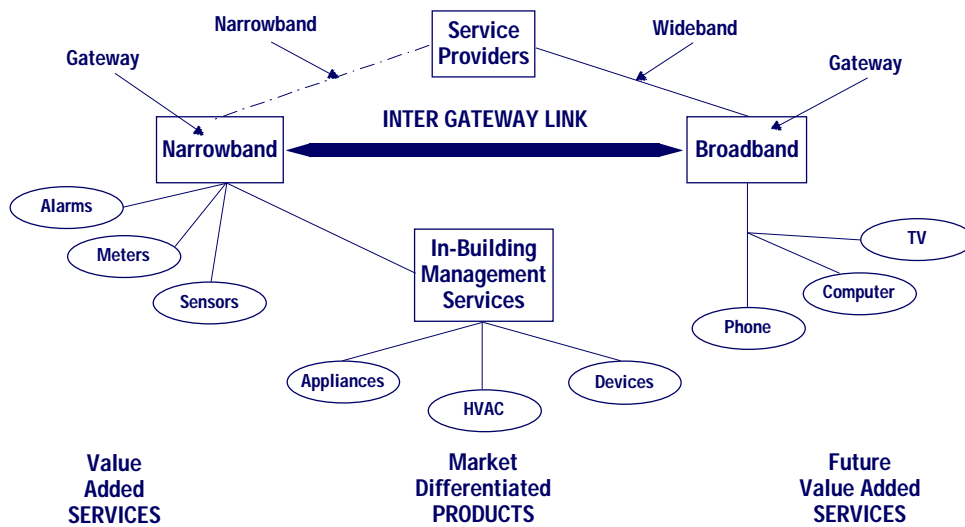 Narrowband
Service
Providers
Wideband
Gateway
Gateway
INTER GATEWAY LINK
Narrowband
Broadband
Alarms
Meters
Sensors
In-Building
Management
Services
TV
Computer
Phone
Appliances
HVAC
Devices
Value
Added
SERVICES
Market
Differentiated
PRODUCTS
Future
Value Added
SERVICES